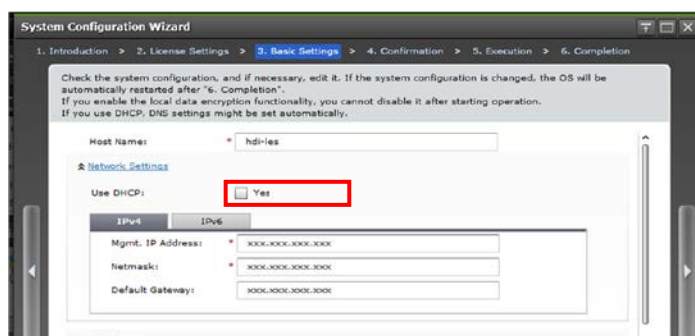 System Configuration Wizard
1. Introduction > 2. License Settings > 3. Basic Settings > 4. Confirmation > 5. Execution > 6. Completion
Check the system configuration, and if necessary, edit it. If the system configuration is changed, the OS will be
automatically restarted after "6. Completion".
If you enable the local data encryption functionality, you cannot disable it after starting operation.
If you use DHCP, DNS settings might be set automatically.
Host Name: * hdi-les
Network Settings
Use DHCP: Yes
IPv4 IPv6
Mgmt. IP Address: * xxx.xxx.xxx.xxx
Netmask: * xxx.xxx.xxx.xxx
Default Gateway: xxx.xxx.xxx.xxx